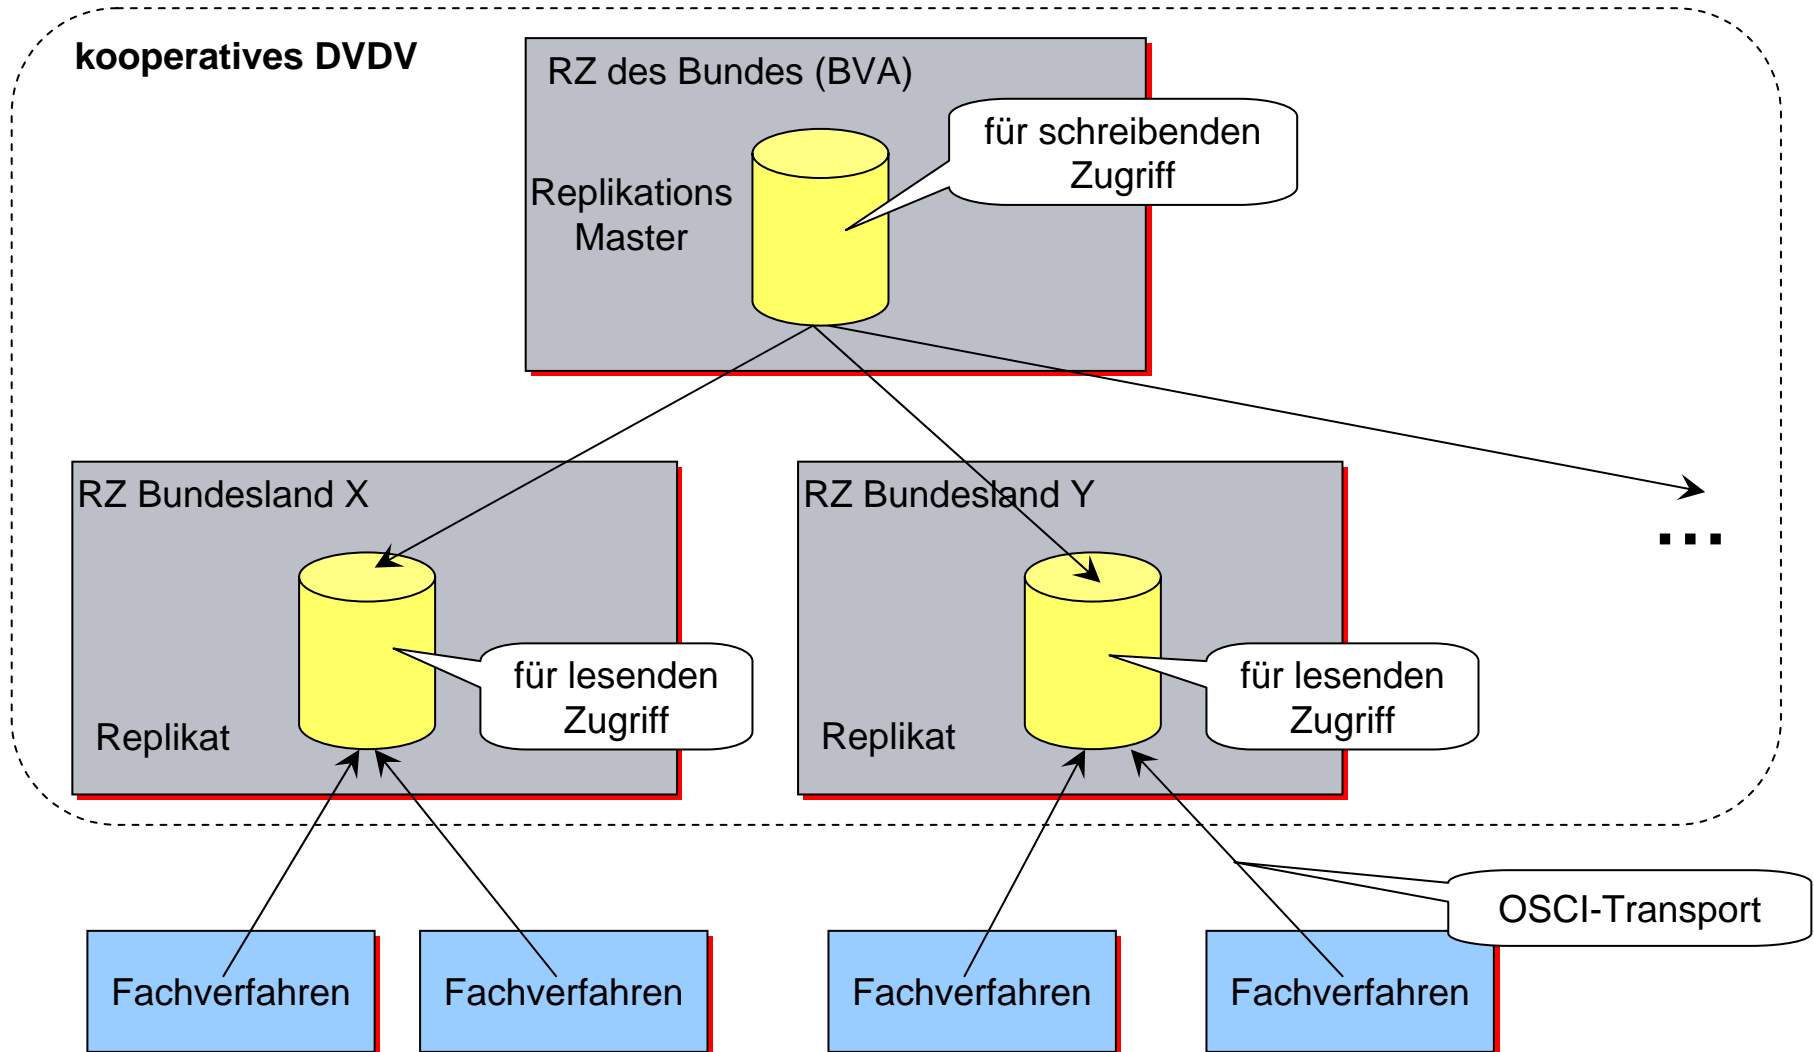 kooperatives DVDV
RZ des Bundes (BVA)
für schreibenden
Zugriff
Replikations
Master
RZ Bundesland X
RZ Bundesland Y
...
für lesenden
Zugriff
Replikat
für lesenden
Zugriff
Replikat
OSCI-Transport
Fachverfahren
Fachverfahren
Fachverfahren
Fachverfahren